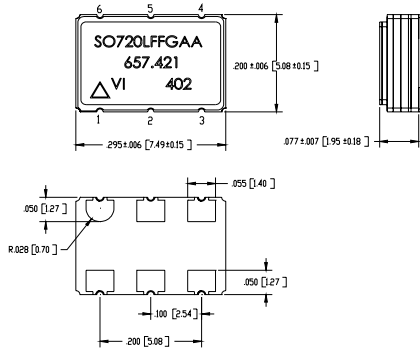 6 5 4
SO720LFFGAA
657.421
VI 402
1 2 3
.200 ±.006 [5.08 ±0.15]
.295±.006 [7.49±0.15]
.077±.007 [1.95 ±0.18]
.055 [1.40]
.050 [1.27]
R.028 [0.70]
.050 [1.27]
.100 [2.54]
.200 [5.08]